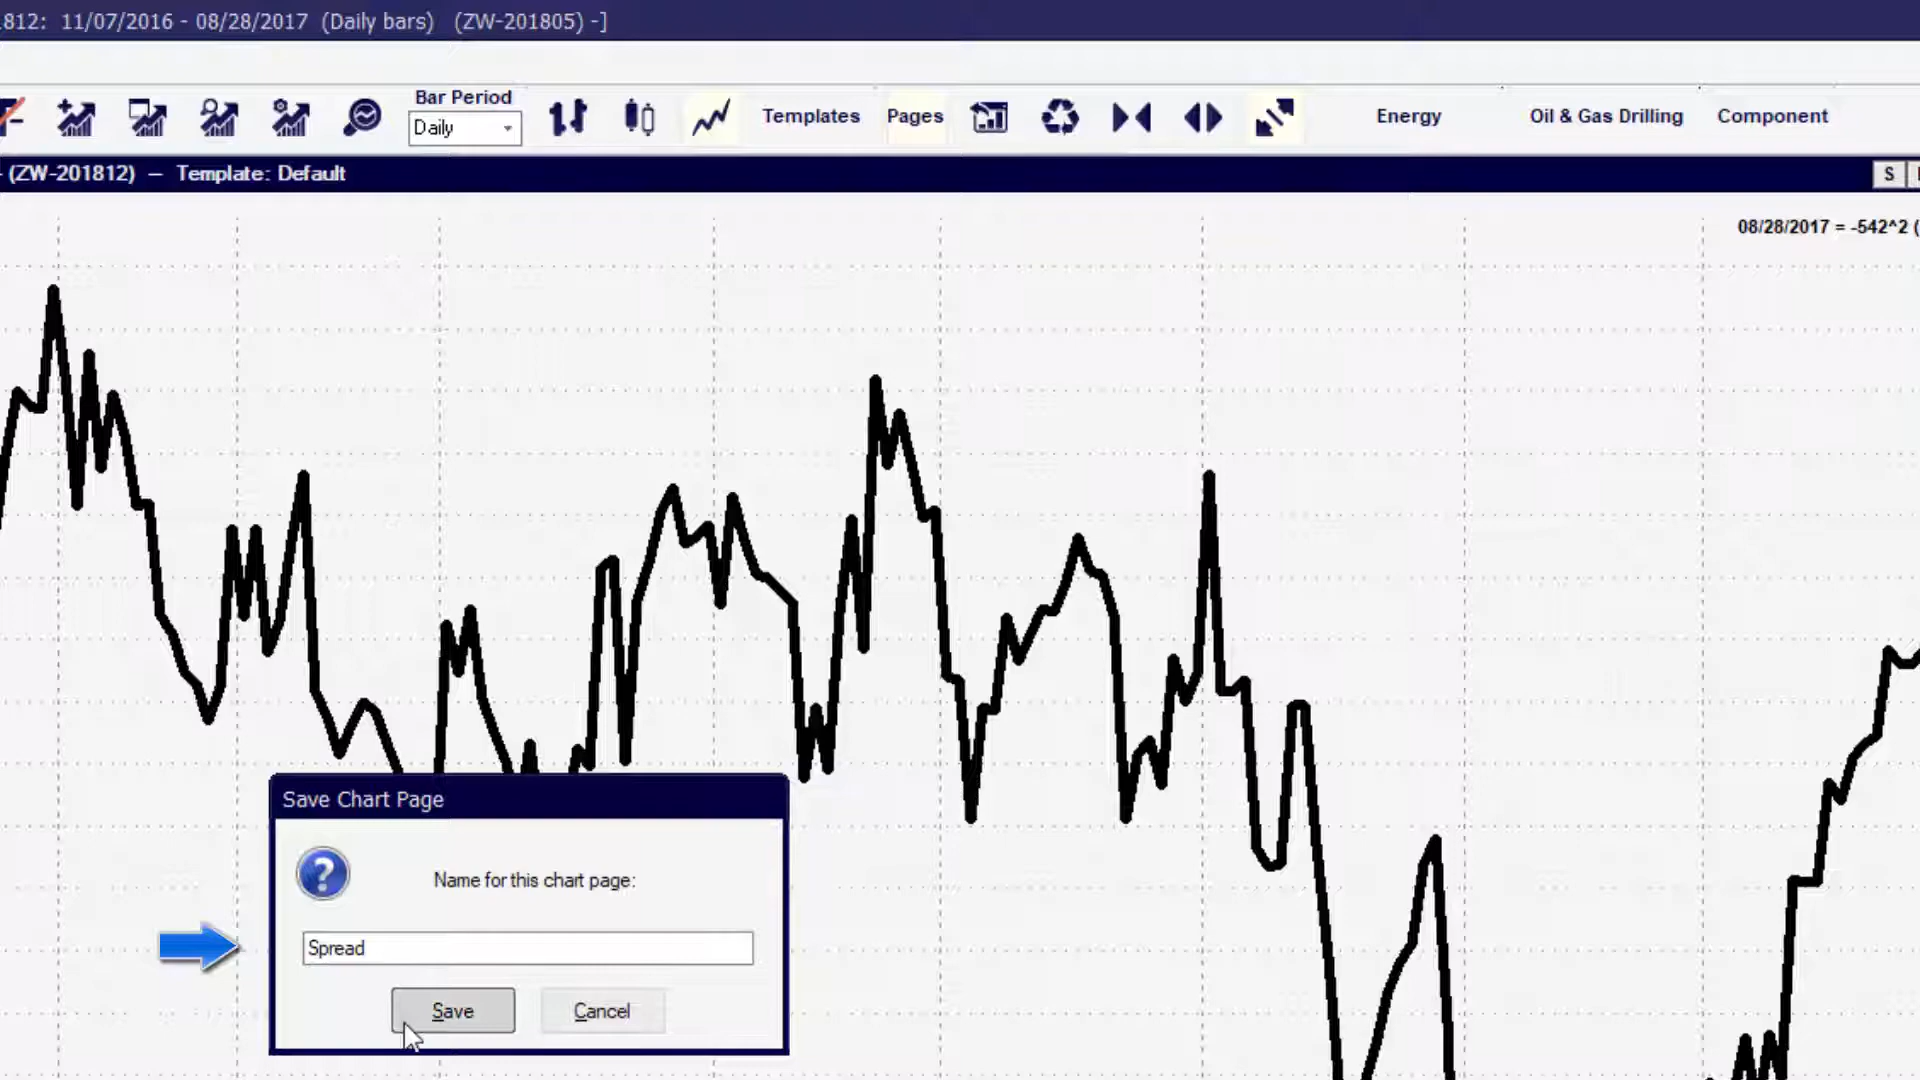 812: 11/07/2016 - 08/28/2017 (Daily bars) (ZW-201805) -]
Bar Period
Daily
Templates
Pages
Energy
Oil & Gas Drilling
Component
- (ZW-201812) – Template: Default
S
08/28/2017 = -542^2 (
Save Chart Page
?
Name for this chart page:
Spread
Save
Cancel